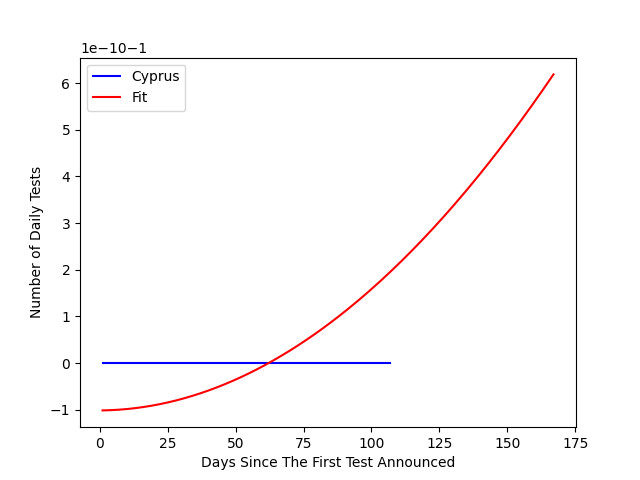 1e−10−1
Cyprus
Fit
6
5
4
3
2
1
0
−1
Number of Daily Tests
0 25 50 75 100 125 150 175
Days Since The First Test Announced